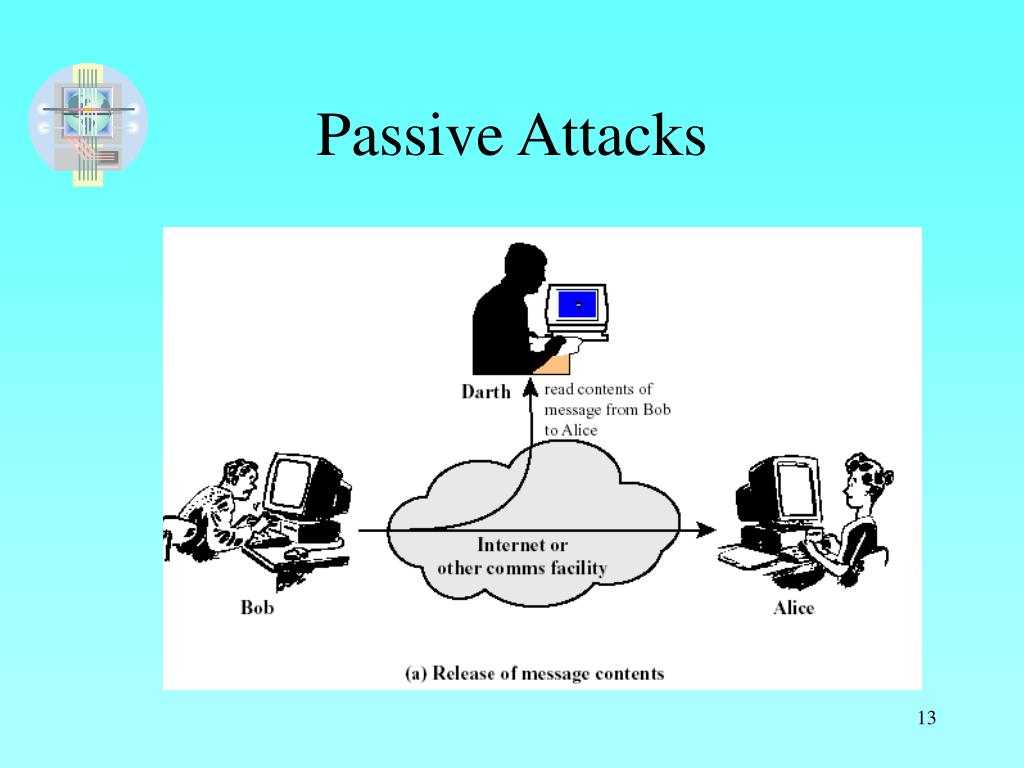 Passive Attacks
Darth
read contents of
message from Bob
to Alice
Internet or
other comms facility
Bob
Alice
(a) Release of message contents
13